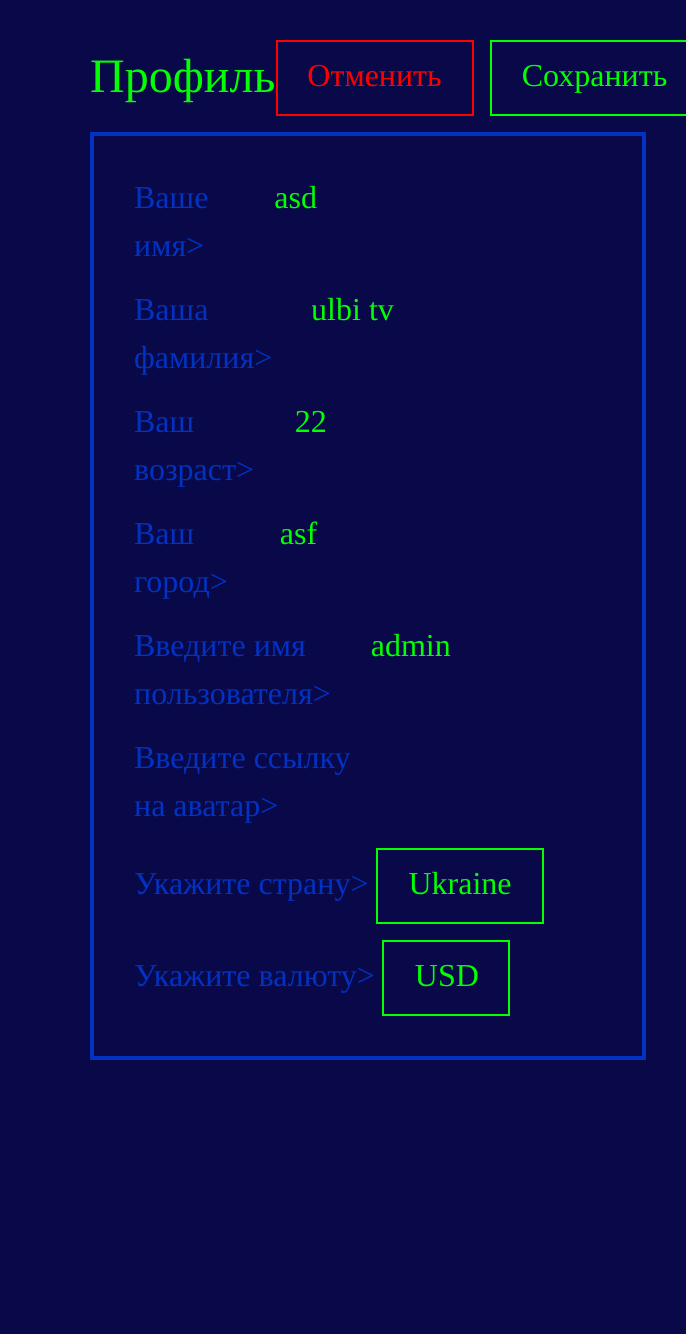 Профиль Отменить Сохранить
Ваше asd
имя>
Ваша ulbi tv
фамилия>
Ваш 22
возраст>
Ваш asf
город>
Введите имя admin
пользователя>
Введите ссылку
на аватар>
Укажите страну> Ukraine
Укажите валюту> USD